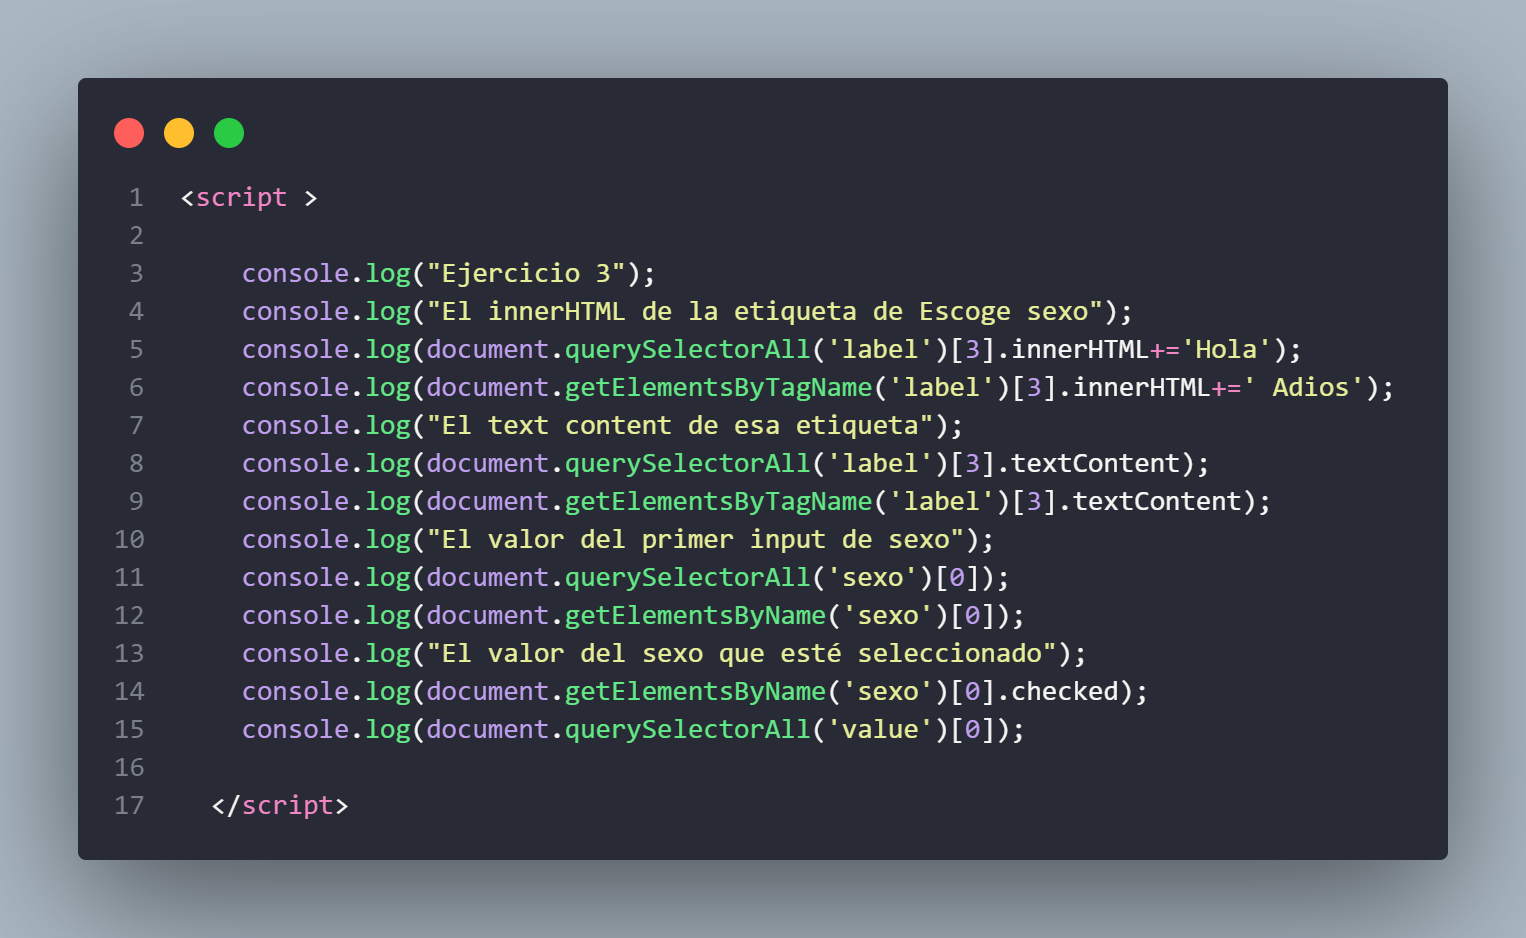 1 <script >
2
3 console.log("Ejercicio 3");
4 console.log("El innerHTML de la etiqueta de Escoge sexo");
5 console.log(document.querySelectorAll('label')[3].innerHTML+='Hola');
6 console.log(document.getElementsByTagName('label')[3].innerHTML+=' Adios');
7 console.log("El text content de esa etiqueta");
8 console.log(document.querySelectorAll('label')[3].textContent);
9 console.log(document.getElementsByTagName('label')[3].textContent);
10 console.log("El valor del primer input de sexo");
11 console.log(document.querySelectorAll('sexo')[0]);
12 console.log(document.getElementsByName('sexo')[0]);
13 console.log("El valor del sexo que esté seleccionado");
14 console.log(document.getElementsByName('sexo')[0].checked);
15 console.log(document.querySelectorAll('value')[0]);
16
17 </script>